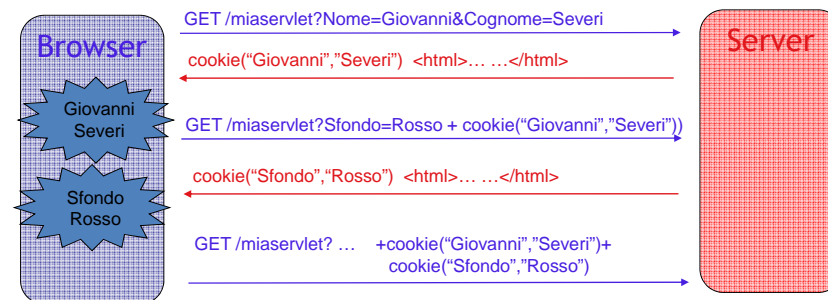 Browser
Server
GET /miaservlet?Nome=Giovanni&Cognome=Severi
cookie(“Giovanni”,”Severi”) <html>… …</html>
Giovanni
Severi
GET /miaservlet?Sfondo=Rosso + cookie(“Giovanni”,”Severi”))
cookie(“Sfondo”,“Rosso”) <html>… …</html>
Sfondo
Rosso
GET /miaservlet? … +cookie(“Giovanni”,”Severi”)+
cookie(“Sfondo”,”Rosso”)